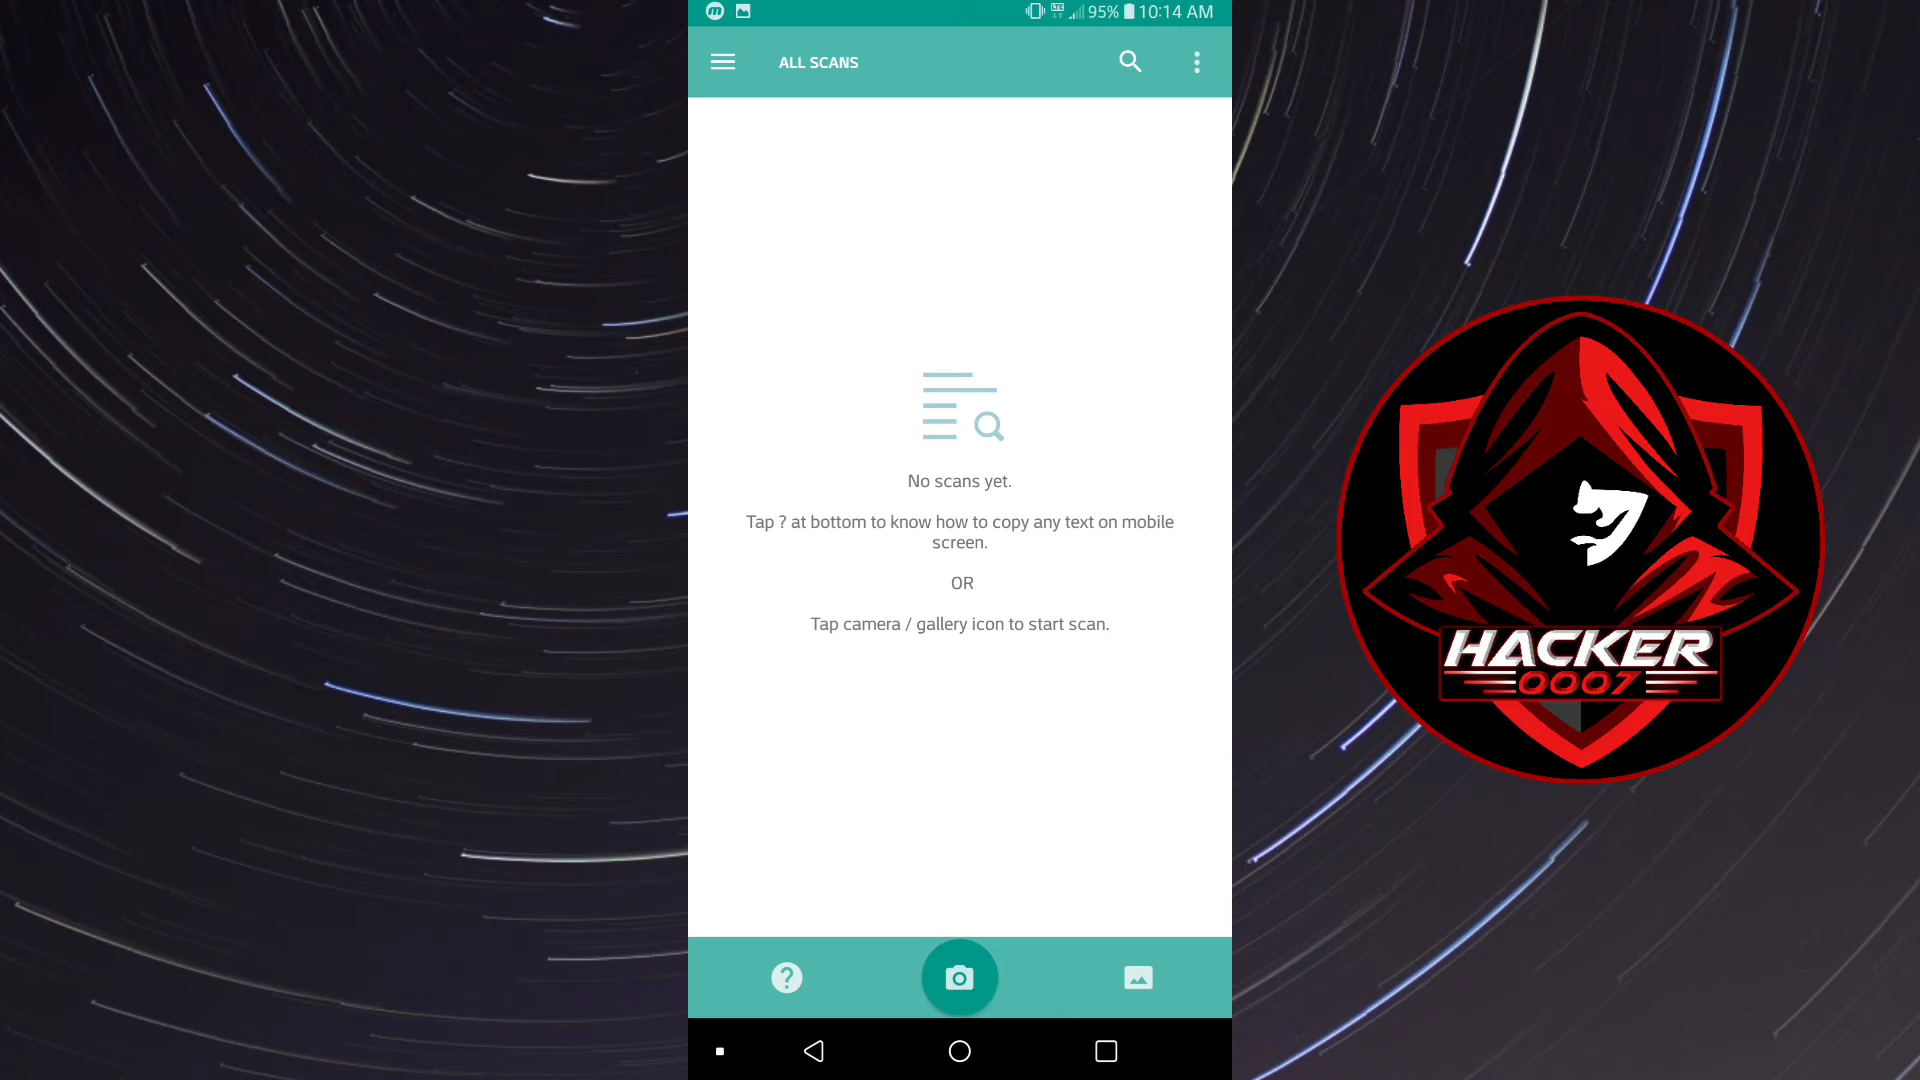 LTE 95% 10:14 AM
ALL SCANS
No scans yet.
Tap ? at bottom to know how to copy any text on mobile
screen.
OR
Tap camera / gallery icon to start scan.
?
HACKER
0007